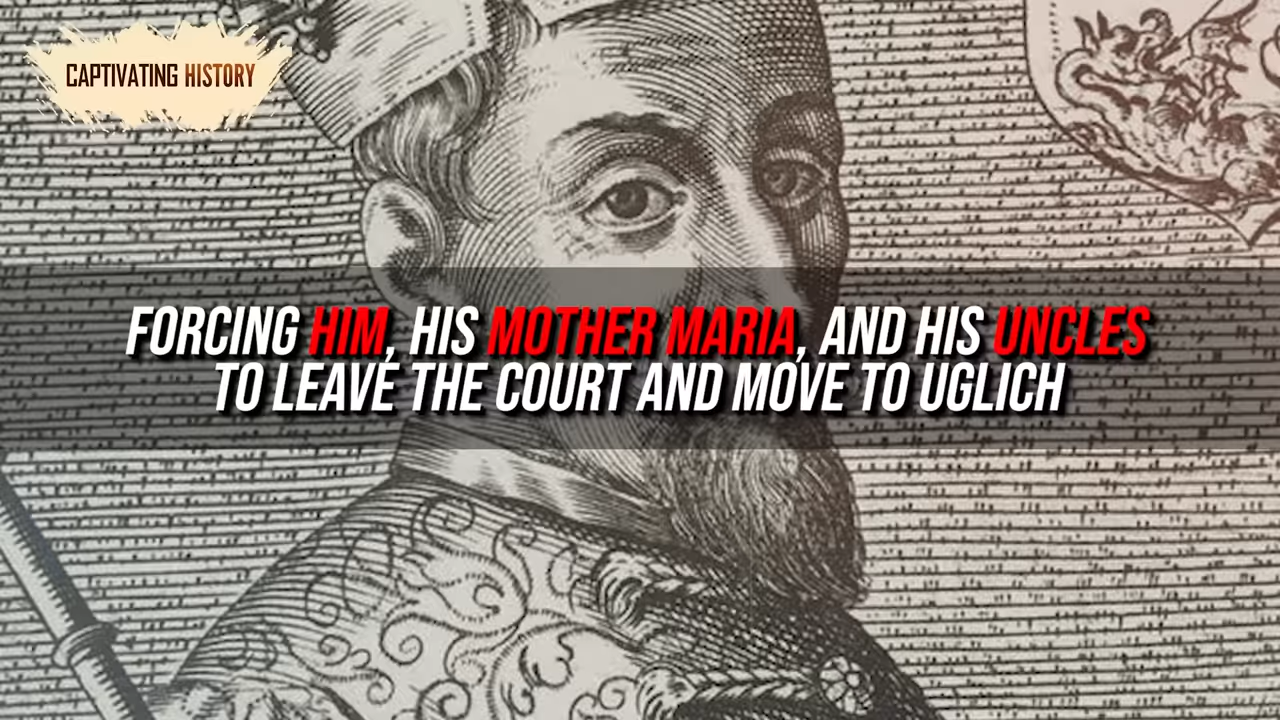 CAPTIVATING HISTORY
FORCING HIM, HIS MOTHER MARIA, AND HIS UNCLES
TO LEAVE THE COURT AND MOVE TO UGLICH